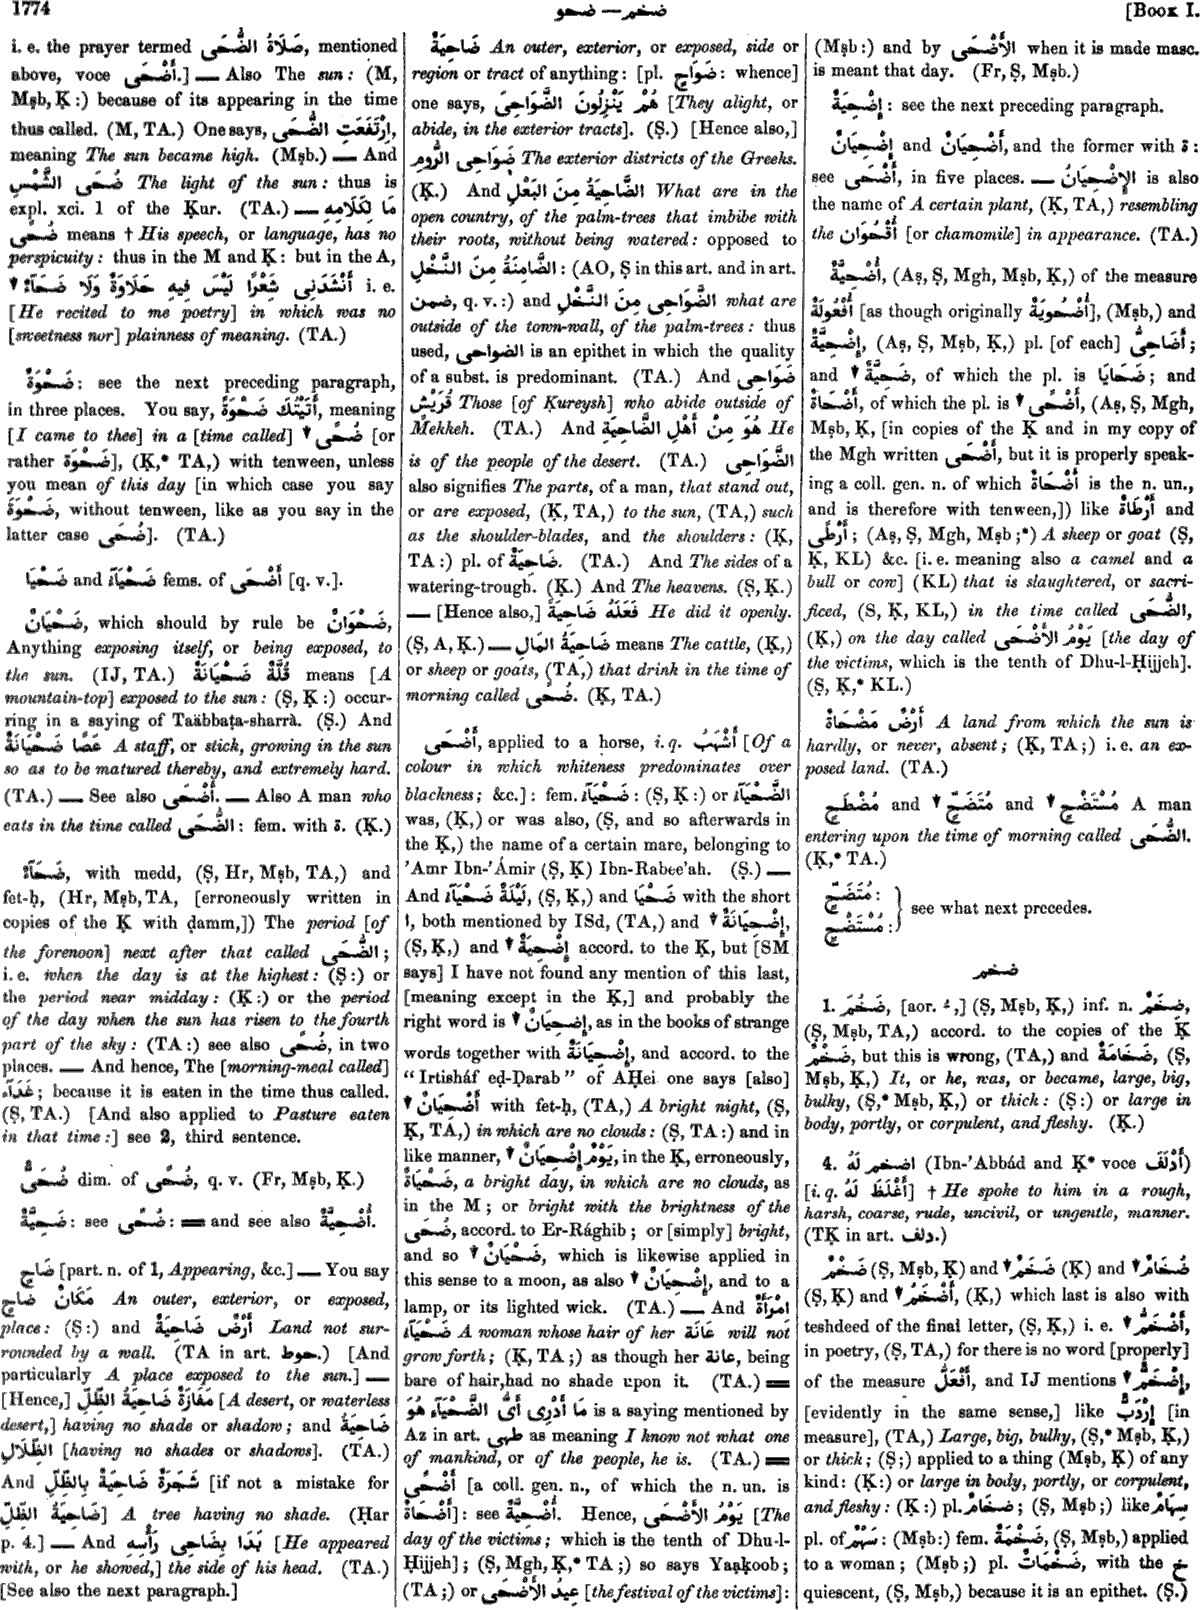 1774
ضحو — ضخم
[Book I.
i. e. the prayer termed صَلَاةُ الضُّحَى, mentioned
above, voce أَضْحَى.] — Also The sun: (M,
Mṣb, Ḳ:) because of its appearing in the time
thus called. (M, TA.) One says, اِرْتَفَعَتِ الضُّحَى,
meaning The sun became high. (Mṣb.) — And
ضُحَى الشَّمْسِ The light of the sun: thus is
expl. xci. 1 of the Ḳur. (TA.) — مَا لِكَلَامِهِ
ضُحًى means † His speech, or language, has no
perspicuity: thus in the M and Ḳ: but in the A,
أَنْشَدَنِى شَعْرًا لَيْسَ فِيهِ حَلَاوَةٌ وَلَا ضَحَآءٌ ▾ i. e.
[He recited to me poetry] in which was no
[sweetness nor] plainness of meaning. (TA.)
ضَحْوَةٌ: see the next preceding paragraph,
in three places. You say, أَتَيْتُكَ ضَحْوَةً, meaning
[I came to thee] in a [time called] ضُحًى ▾ [or
rather ضَحْوَة], (Ḳ,* TA,) with tenween, unless
you mean of this day [in which case you say
ضَحْوَةَ, without tenween, like as you say in the
latter case ضُحَى]. (TA.)
ضَحْيَا and ضَحْيَآء fems. of أَضْحَى [q. v.].
ضَحْيَانٌ, which should by rule be ضَحْوَانٌ,
Anything exposing itself, or being exposed, to
the sun. (IJ, TA.) قُلَّةٌ ضَحْيَانَةٌ means [A
mountain-top] exposed to the sun: (Ṣ, Ḳ:) occur-
ring in a saying of Taäbbaṭa-sharrà. (Ṣ.) And
عَصًا ضَحْيَانَةٌ A staff, or stick, growing in the sun
so as to be matured thereby, and extremely hard.
(TA.) — See also أَضْحَى. — Also A man who
eats in the time called الضُّحَى: fem. with ة. (Ḳ.)
ضَحَآءٌ, with medd, (Ṣ, Hr, Mṣb, TA,) and
fet-ḥ, (Hr, Mṣb, TA, [erroneously written in
copies of the Ḳ with ḍamm,]) The period [of
the forenoon] next after that called الضُّحَى;
i. e. when the day is at the highest: (Ṣ:) or
the period near midday: (Ḳ:) or the period
of the day when the sun has risen to the fourth
part of the sky: (TA:) see also ضُحًى, in two
places. — And hence, The [morning-meal called]
غَدَآء; because it is eaten in the time thus called.
(Ṣ, TA.) [And also applied to Pasture eaten
in that time:] see 2, third sentence.
ضُحَىٌّ dim. of ضُحًى, q. v. (Fr, Mṣb, Ḳ.)
ضَحِيَّةٌ: see ضُحًى: = and see also أُضْحِيَّةٌ.
ضَاحٍ [part. n. of 1, Appearing, &c.] — You say
مَكَانٌ ضَاحٍ An outer, exterior, or exposed,
place: (Ṣ:) and أَرْضٌ ضَاحِيَةٌ Land not sur-
rounded by a wall. (TA in art. حوط.) [And
particularly A place exposed to the sun.] —
[Hence,] مَفَازَةٌ ضَاحِيَةُ الظِّلِّ [A desert, or waterless
desert,] having no shade or shadow; and ضَاحِيَةُ
الظِّلَالِ [having no shades or shadows]. (TA.)
And شَجَرَةٌ ضَاحِيَةٌ بِالظِّلِّ [if not a mistake for
ضَاحِيَةُ الظِّلِّ] A tree having no shade. (Ḥar
p. 4.] — And بَدَا بِضَاحِى رَأْسِهِ [He appeared
with, or he showed,] the side of his head. (TA.)
[See also the next paragraph.]
ضَاحِيَةٌ An outer, exterior, or exposed, side or
region or tract of anything: [pl. ضَوَاحٍ: whence]
one says, هُمْ يَنْزِلُونَ الضَّوَاحِىَ [They alight, or
abide, in the exterior tracts]. (Ṣ.) [Hence also,]
ضَوَاحِى الرُّومِ The exterior districts of the Greeks.
(Ḳ.) And الضَّاحِيَةُ مِنَ البَعْلِ What are in the
open country, of the palm-trees that imbibe with
their roots, without being watered: opposed to
الضَّامِنَةُ مِنَ النَّخْلِ: (AO, Ṣ in this art. and in art.
ضمن, q. v.:) and الضَّوَاحِى مِنَ النَّخْلِ what are
outside of the town-wall, of the palm-trees: thus
used, الضواحى is an epithet in which the quality
of a subst. is predominant. (TA.) And ضَوَاحِى
قُرَيْشٍ Those [of Ḳureysh] who abide outside of
Mekkeh. (TA.) And هُوَ مِنْ أَهْلِ الضَّاحِيَةِ He
is of the people of the desert. (TA.) الضَّوَاحِى
also signifies The parts, of a man, that stand out,
or are exposed, (Ḳ, TA,) to the sun, (TA,) such
as the shoulder-blades, and the shoulders: (Ḳ,
TA:) pl. of ضَاحِيَةٌ. (TA.) And The sides of a
watering-trough. (Ḳ.) And The heavens. (Ṣ, Ḳ.)
— [Hence also,] فَعَلَهُ ضَاحِيَةً He did it openly.
(Ṣ, A, Ḳ.) — ضَاحِيَةُ المَالِ means The cattle, (Ḳ,)
or sheep or goats, (TA,) that drink in the time of
morning called ضُحًى. (Ḳ, TA.)
أَضْحَى, applied to a horse, i. q. أَشْهَبُ [Of a
colour in which whiteness predominates over
blackness; &c.]: fem. ضَحْيَآءُ: (Ṣ, Ḳ:) or الضَّحْيَآءُ
was, (Ḳ,) or was also, (Ṣ, and so afterwards in
the Ḳ,) the name of a certain mare, belonging to
'Amr Ibn-'Ámir (Ṣ, Ḳ) Ibn-Rabee'ah. (Ṣ.) —
And لَيْلَةٌ ضَحْيَآءُ, (Ṣ, Ḳ,) and ضَحْيَا with the short
ا, both mentioned by ISd, (TA,) and إِضْحِيَانَةٌ ▾,
(Ṣ, Ḳ,) and إِضْحِيَةٌ ▾ accord. to the Ḳ, but [SM
says] I have not found any mention of this last,
[meaning except in the Ḳ,] and probably the
right word is إِضْحِيَانٌ ▾, as in the books of strange
words together with إِضْحِيَانَةٌ, and accord. to the
"Irtisháf eḍ-Ḍarab" of AḤei one says [also]
أَضْحَيَانٌ ▾ with fet-ḥ, (TA,) A bright night, (Ṣ,
Ḳ, TA,) in which are no clouds: (Ṣ, TA:) and in
like manner, يَوْمٌ إِضْحِيَانٌ ▾, in the Ḳ, erroneously,
ضَحْيَاةٌ, a bright day, in which are no clouds, as
in the M; or bright with the brightness of the
ضُحَى, accord. to Er-Rághib; or [simply] bright,
and so ضَحْيَانٌ ▾, which is likewise applied in
this sense to a moon, as also إِضْحِيَانٌ ▾, and to a
lamp, or its lighted wick. (TA.) — And اِمْرَأَةٌ
ضَحْيَآءُ A woman whose hair of her عَانَة will not
grow forth; (Ḳ, TA;) as though her عانة, being
bare of hair, had no shade upon it. (TA.) =
مَا أَدْرِى أَىُّ الضَّحْيَآءِ هُوَ is a saying mentioned by
Az in art. طهى as meaning I know not what one
of mankind, or of the people, he is. (TA.) =
أَضْحًى [a coll. gen. n., of which the n. un. is
أَضْحَاةٌ]: see أُضْحِيَّةٌ. Hence, يَوْمُ الأَضْحَى [The
day of the victims; which is the tenth of Dhu-l-
Ḥijjeh]; (Ṣ, Mgh, Ḳ,* TA;) so says Yaạḳoob;
(TA;) or عِيدُ الأَضْحَى [the festival of the victims]:
(Mṣb:) and by الأَضْحَى when it is made masc.
is meant that day. (Fr, Ṣ, Mṣb.)
إِضْحِيَةٌ: see the next preceding paragraph.
إِضْحِيَانٌ and أَضْحَيَانٌ, and the former with ة:
see أَضْحَى, in five places. — الإِضْحِيَانُ is also
the name of A certain plant, (Ḳ, TA,) resembling
the أُقْحُوَان [or chamomile] in appearance. (TA.)
أُضْحِيَّةٌ, (Aṣ, Ṣ, Mgh, Mṣb, Ḳ,) of the measure
أُفْعُولَةٌ [as though originally أُضْحُويَةٌ], (Mṣb,) and
إِضْحِيَّةٌ, (Aṣ, Ṣ, Mṣb, Ḳ,) pl. [of each] أَضَاحِىُّ;
and ضَحِيَّةٌ ▾, of which the pl. is ضَحَايَا; and
أَضْحَاةٌ, of which the pl. is أَضْحًى ▾, (Aṣ, Ṣ, Mgh,
Mṣb, Ḳ, [in copies of the Ḳ and in my copy of
the Mgh written أَضْحَى, but it is properly speak-
ing a coll. gen. n. of which أَضْحَاةٌ is the n. un.,
and is therefore with tenween,]) like أَرْطَاةٌ and
أَرْطًى; (Aṣ, Ṣ, Mgh, Mṣb;*) A sheep or goat (Ṣ,
Ḳ, KL) &c. [i. e. meaning also a camel and a
bull or cow] (KL) that is slaughtered, or sacri-
ficed, (S, Ḳ, KL,) in the time called الضُّحَى,
(Ḳ,) on the day called يَوْمُ الأَضْحَى [the day of
the victims, which is the tenth of Dhu-l-Ḥijjeh].
(Ṣ, Ḳ,* KL.)
أَرْضٌ مَضْحَاةٌ A land from which the sun is
hardly, or never, absent; (Ḳ, TA;) i. e. an ex-
posed land. (TA.)
مُضْطَحٍ and مُتَضَحٍّ ▾ and مُسْتَضْحٍ ▾ A man
entering upon the time of morning called الضُّحَى.
(Ḳ,* TA.)
مُتَضَحٍّ:
مُسْتَضْحٍ:
see what next precedes.
ضخم
1. ضَخُمَ, [aor. ـُ,] (Ṣ, Mṣb, Ḳ,) inf. n. ضِخَمٌ,
(Ṣ, Mṣb, TA,) accord. to the copies of the Ḳ
ضَخْمٌ, but this is wrong, (TA,) and ضَخَامَةٌ, (Ṣ,
Mṣb, Ḳ,) It, or he, was, or became, large, big,
bulky, (Ṣ,* Mṣb, Ḳ,) or thick: (Ṣ:) or large in
body, portly, or corpulent, and fleshy. (Ḳ.)
4. اضخم لَهُ (Ibn-'Abbád and Ḳ* voce أَدْلَفَ)
[i. q. أَغْلَظَ لَهُ] † He spoke to him in a rough,
harsh, coarse, rude, uncivil, or ungentle, manner.
(TḲ in art. دلف.)
ضَخْمٌ (Ṣ, Mṣb, Ḳ) and ضَخَمٌ ▾ (Ḳ) and ضُخَامٌ ▾
(Ṣ, Ḳ) and أَضْخَمُ ▾, (Ḳ,) which last is also with
teshdeed of the final letter, (Ṣ, Ḳ,) i. e. أَضْخَمُّ ▾,
in poetry, (Ṣ, TA,) for there is no word [properly]
of the measure أَفْعَلُّ, and IJ mentions إِضْخَمٌّ ▾,
[evidently in the same sense,] like إِرْدَبٌّ [in
measure], (TA,) Large, big, bulky, (Ṣ,* Mṣb, Ḳ,)
or thick; (Ṣ;) applied to a thing (Mṣb, Ḳ) of any
kind: (Ḳ:) or large in body, portly, or corpulent,
and fleshy: (Ḳ:) pl. ضِخَامٌ; (Ṣ, Mṣb;) like سِهَامٌ
pl. of سَهْمٌ: (Mṣb:) fem. ضَخْمَةٌ, (Ṣ, Mṣb,) applied
to a woman; (Mṣb;) pl. ضَخْمَاتٌ, with the خ
quiescent, (Ṣ, Mṣb,) because it is an epithet. (Ṣ.)